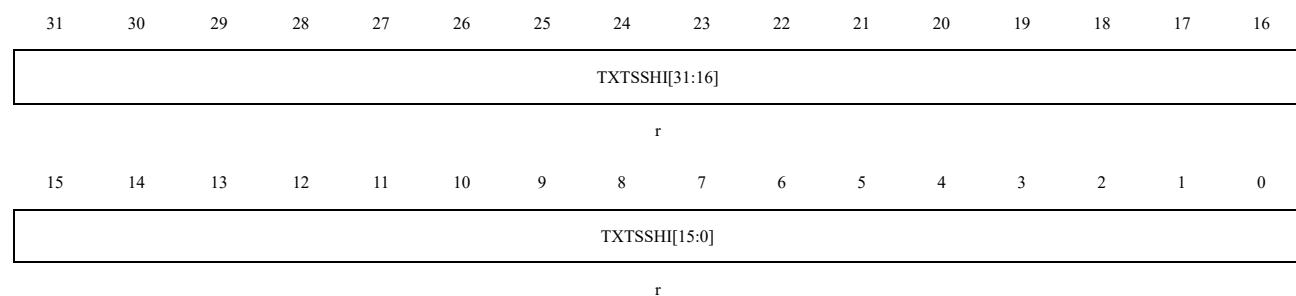 31 30 29 28 27 26 25 24 23 22 21 20 19 18 17 16
TXTSSHI[31:16]
r
15 14 13 12 11 10 9 8 7 6 5 4 3 2 1 0
TXTSSHI[15:0]
r